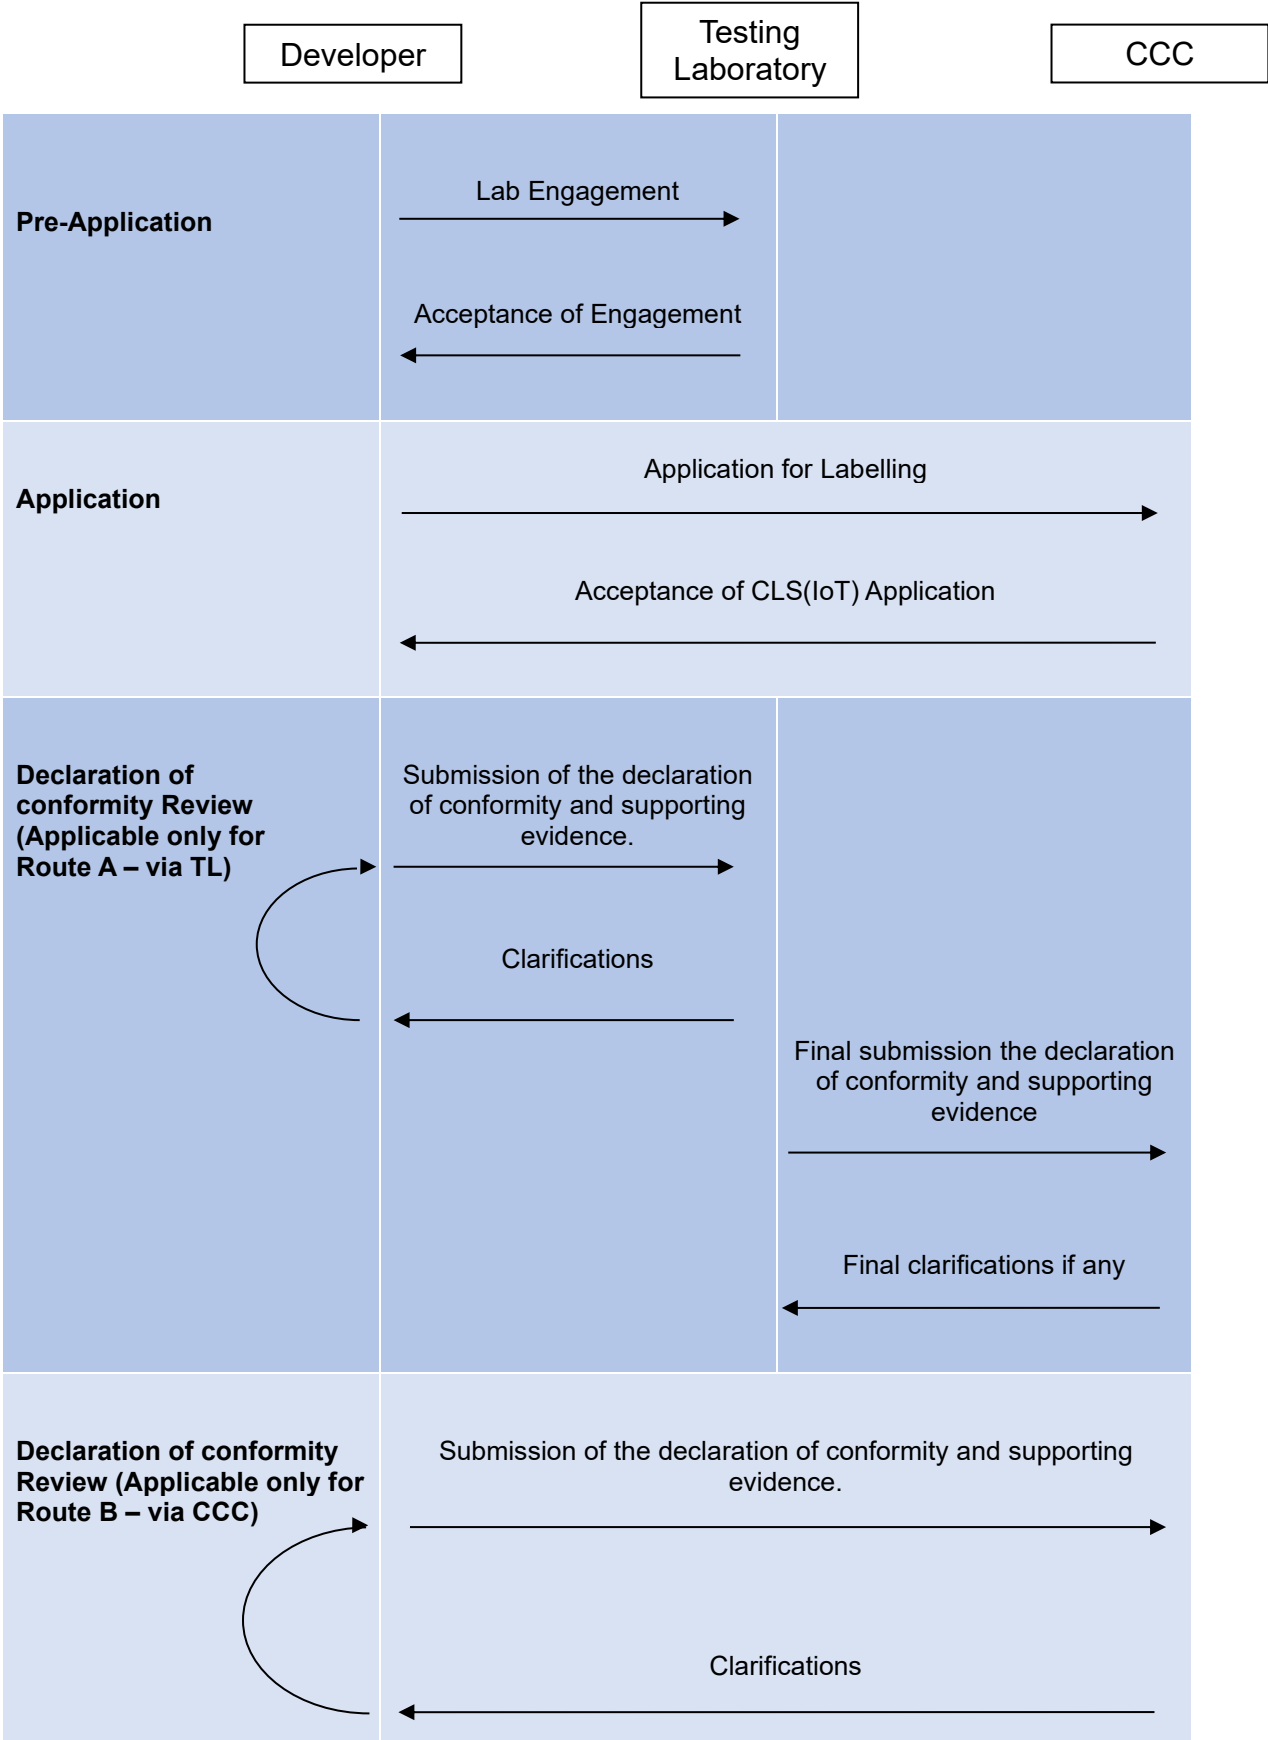 Developer
Testing
Laboratory
CCC
Pre-Application
Lab Engagement
Acceptance of Engagement
Application
Application for Labelling
Acceptance of CLS(IoT) Application
Declaration of
conformity Review
(Applicable only for
Route A – via TL)
Submission of the declaration
of conformity and supporting
evidence.
Clarifications
Final submission the declaration
of conformity and supporting
evidence
Final clarifications if any
Declaration of conformity
Review (Applicable only for
Route B – via CCC)
Submission of the declaration of conformity and supporting
evidence.
Clarifications